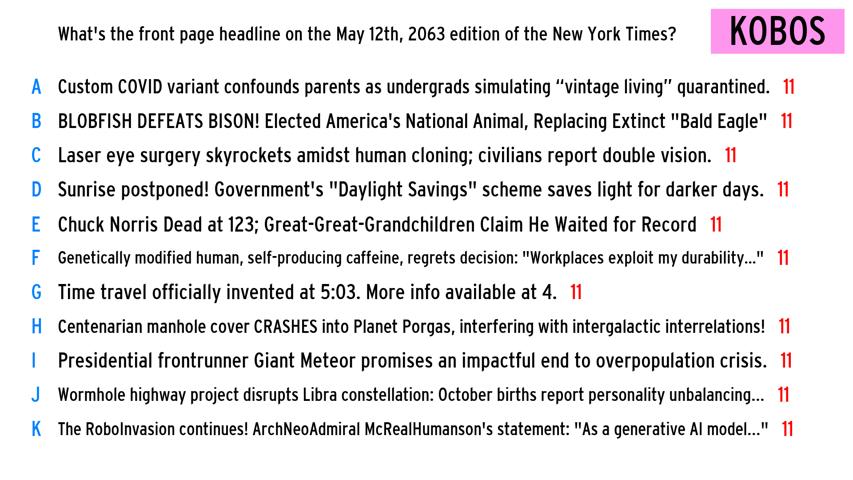 What's the front page headline on the May 12th, 2063 edition of the New York Times? KOBOS
A Custom COVID variant confounds parents as undergrads simulating “vintage living” quarantined. 11
B BLOBFISH DEFEATS BISON! Elected America's National Animal, Replacing Extinct "Bald Eagle" 11
C Laser eye surgery skyrockets amidst human cloning; civilians report double vision. 11
D Sunrise postponed! Government's "Daylight Savings" scheme saves light for darker days. 11
E Chuck Norris Dead at 123; Great-Great-Grandchildren Claim He Waited for Record 11
F Genetically modified human, self-producing caffeine, regrets decision: "Workplaces exploit my durability..." 11
G Time travel officially invented at 5:03. More info available at 4. 11
H Centenarian manhole cover CRASHES into Planet Porgas, interfering with intergalactic interrelations! 11
I Presidential frontrunner Giant Meteor promises an impactful end to overpopulation crisis. 11
J Wormhole highway project disrupts Libra constellation: October births report personality unbalancing... 11
K The RoboInvasion continues! ArchNeoAdmiral McRealHumanson's statement: "As a generative AI model..." 11